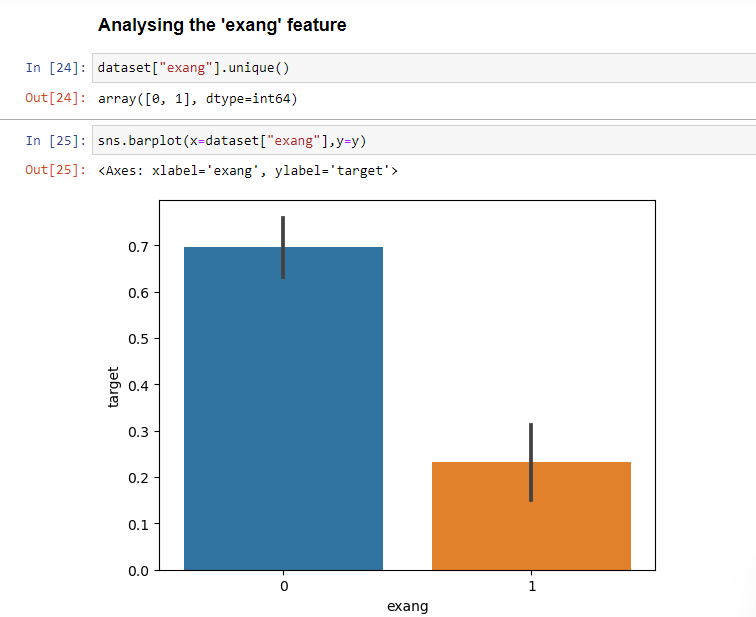 Analysing the 'exang' feature
In [24]: dataset["exang"].unique()
Out[24]: array([0, 1], dtype=int64)
In [25]: sns.barplot(x=dataset["exang"],y=y)
Out[25]: <Axes: xlabel='exang', ylabel='target'>
0.7
0.6
0.5
0.4
0.3
0.2
0.1
0.0
target
0 1
exang